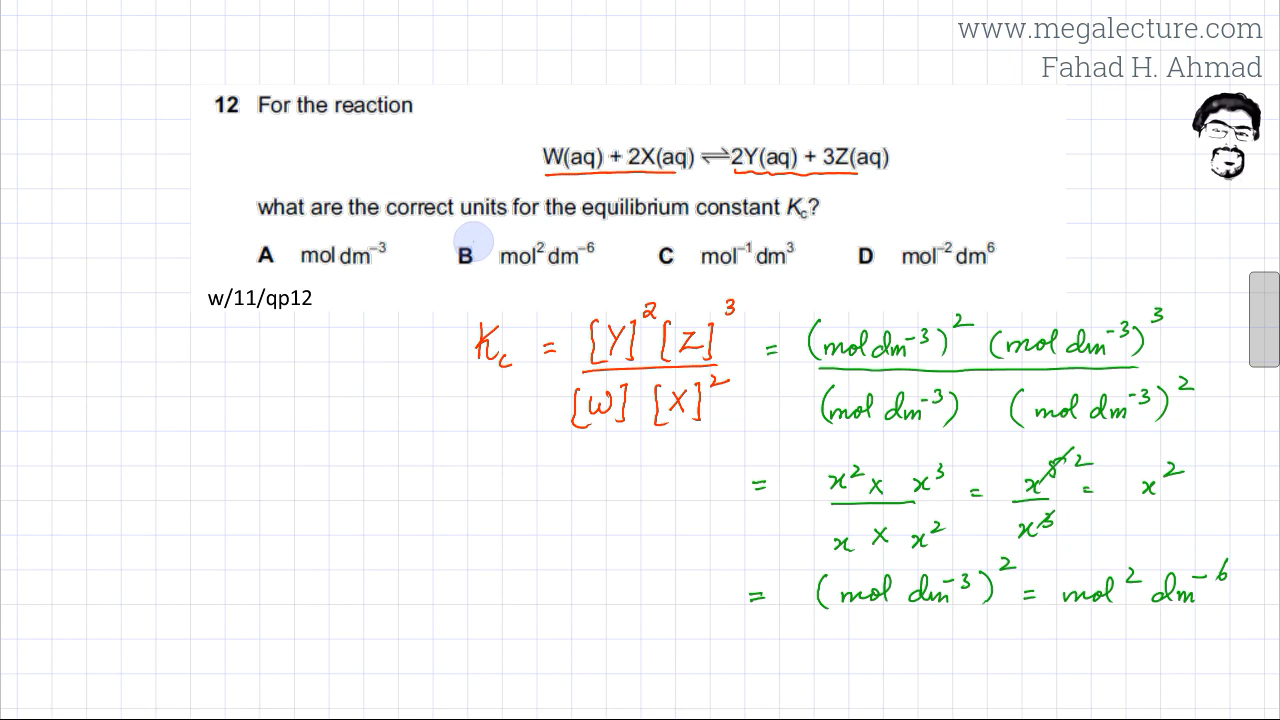 www.megalecture.com
Fahad H. Ahmad
12 For the reaction
W(aq) + 2X(aq) ⇌ 2Y(aq) + 3Z(aq)
what are the correct units for the equilibrium constant Kc?
A mol dm⁻³ B mol² dm⁻⁶ C mol⁻¹ dm³ D mol⁻² dm⁶
w/11/qp12
Kc = [Y]² [Z]³ / [W] [X]² = (mol dm⁻³)² (mol dm⁻³)³ / (mol dm⁻³) (mol dm⁻³)²
= x² × x³ / x × x² = x⁵ ² / x³ = x²
= (mol dm⁻³)² = mol² dm⁻⁶